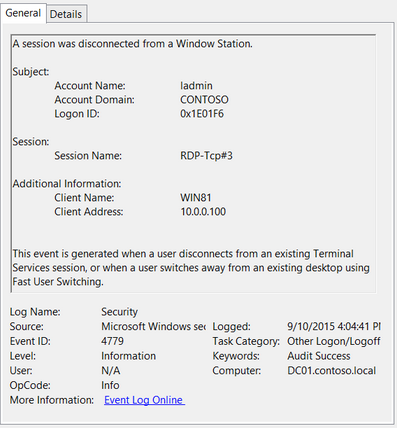 General Details
A session was disconnected from a Window Station.
Subject:
Account Name: ladmin
Account Domain: CONTOSO
Logon ID: 0x1E01F6
Session:
Session Name: RDP-Tcp#3
Additional Information:
Client Name: WIN81
Client Address: 10.0.0.100
This event is generated when a user disconnects from an existing Terminal
Services session, or when a user switches away from an existing desktop using
Fast User Switching.
Log Name: Security
Source: Microsoft Windows sec Logged: 9/10/2015 4:04:41 PM
Event ID: 4779 Task Category: Other Logon/Logoff
Level: Information Keywords: Audit Success
User: N/A Computer: DC01.contoso.local
OpCode: Info
More Information: Event Log Online